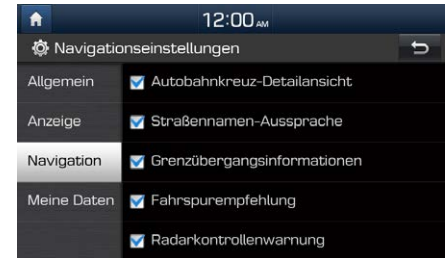 12:00 AM
Navigationseinstellungen
Allgemein
Autobahnkreuz-Detailansicht
Anzeige
Straßennamen-Aussprache
Navigation
Grenzübergangsinformationen
Meine Daten
Fahrspurempfehlung
Radarkontrollenwarnung